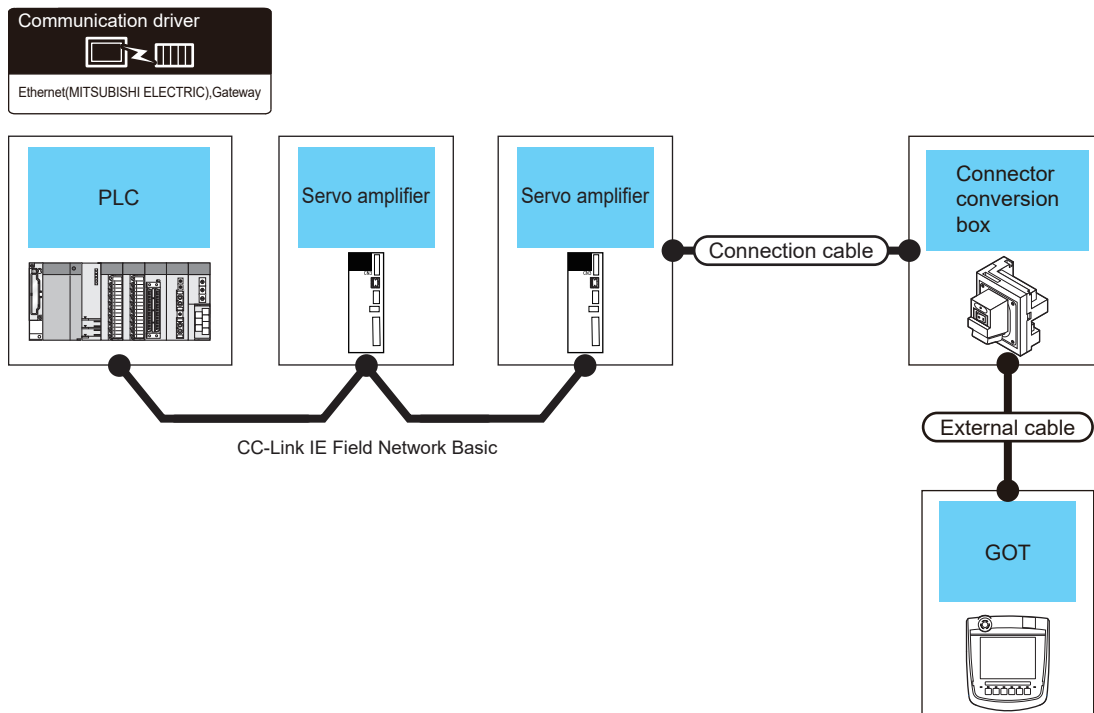 Communication driver
Ethernet(MITSUBISHI ELECTRIC),Gateway
PLC
Servo amplifier
Servo amplifier
Connection cable
Connector
conversion
box
CC-Link IE Field Network Basic
External cable
GOT